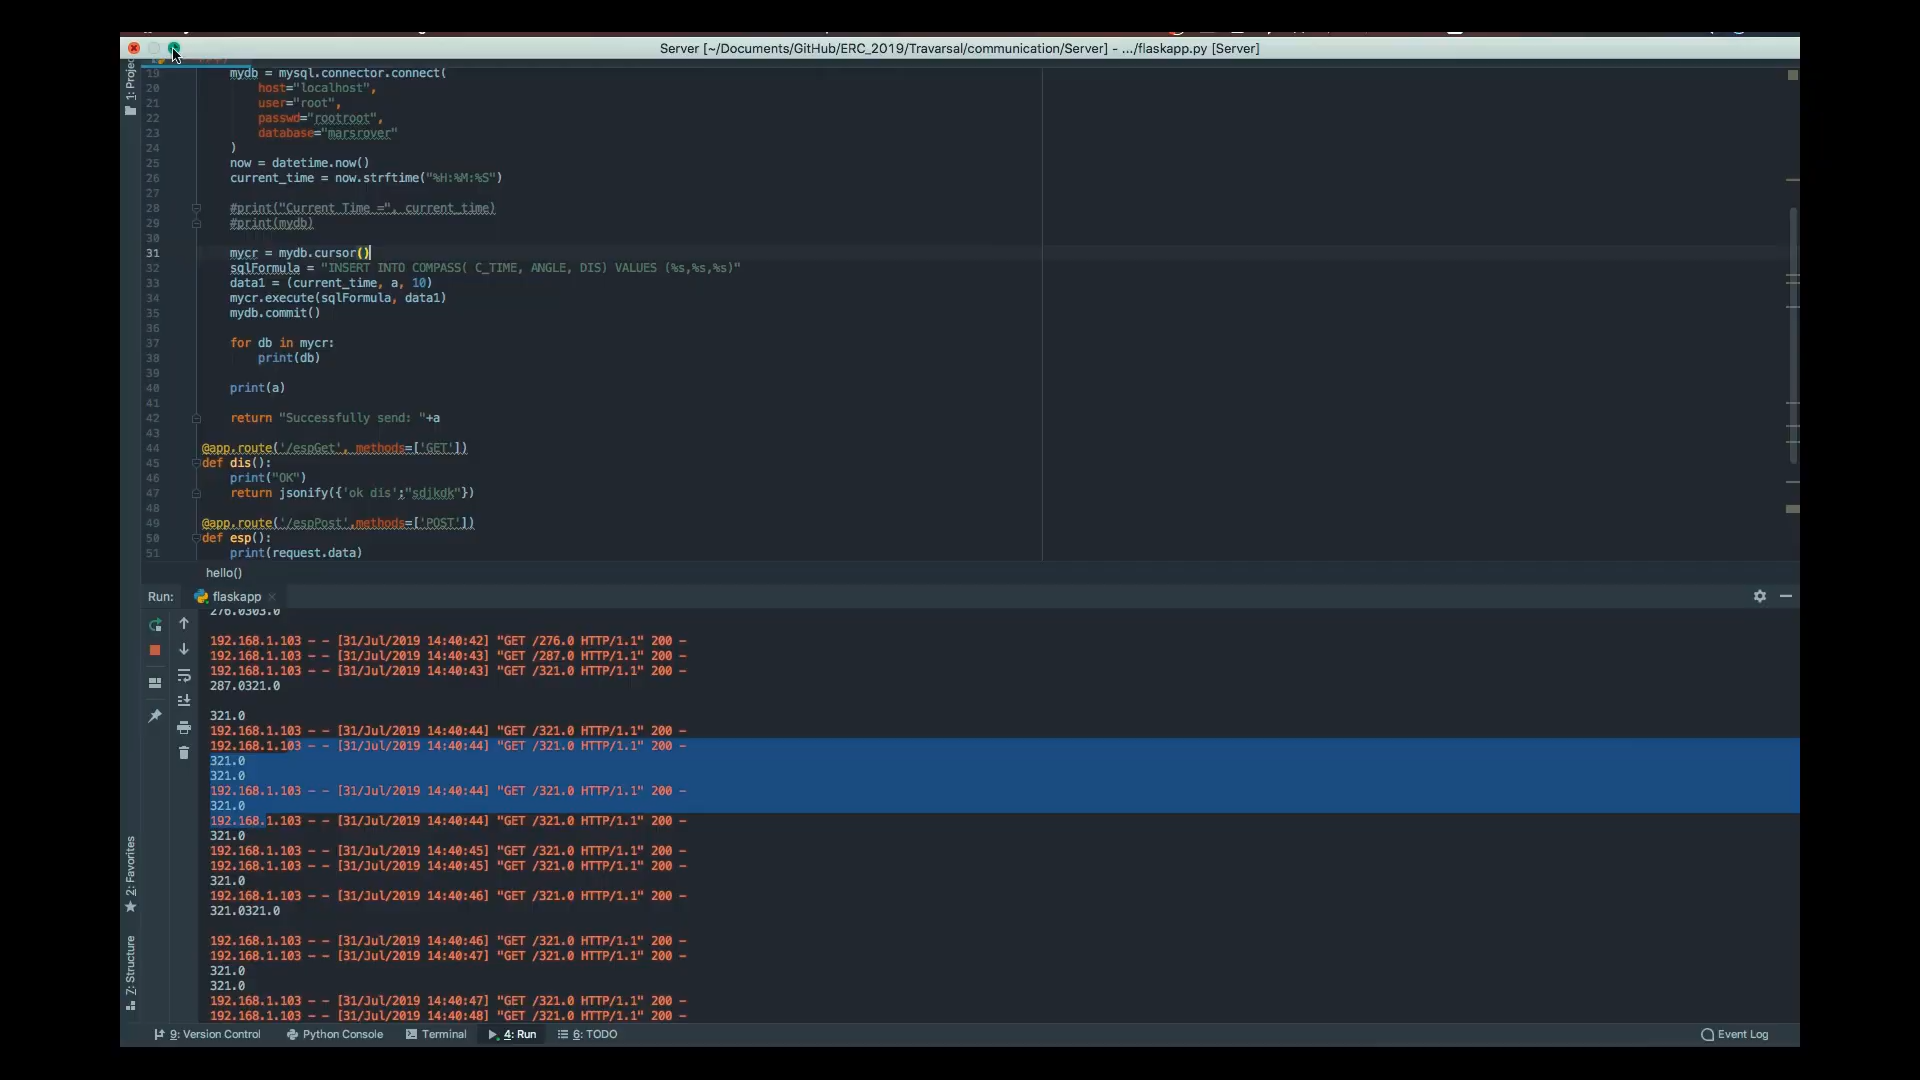 Server [~/Documents/GitHub/ERC_2019/Travarsal/communication/Server] - .../flaskapp.py [Server]
1: Projec
19 mydb = mysql.connector.connect(
20 host="localhost",
21 user="root",
22 passwd="rootroot",
23 database="marsrover"
24 )
25 now = datetime.now()
26 current_time = now.strftime("%H:%M:%S")
27
28 #print("Current Time =", current_time)
29 #print(mydb)
30
31 mycr = mydb.cursor()
32 sqlFormula = "INSERT INTO COMPASS( C_TIME, ANGLE, DIS) VALUES (%s,%s,%s)"
33 data1 = (current_time, a, 10)
34 mycr.execute(sqlFormula, data1)
35 mydb.commit()
36
37 for db in mycr:
38 print(db)
39
40 print(a)
41
42 return "Successfully send: "+a
43
44 @app.route('/espGet', methods=['GET'])
45 def dis():
46 print("OK")
47 return jsonify({'ok dis':"sdjkdk"})
48
49 @app.route('/espPost',methods=['POST'])
50 def esp():
51 print(request.data)
hello()
Run: flaskapp
276.0303.0
192.168.1.103 - - [31/Jul/2019 14:40:42] "GET /276.0 HTTP/1.1" 200 -
192.168.1.103 - - [31/Jul/2019 14:40:43] "GET /287.0 HTTP/1.1" 200 -
192.168.1.103 - - [31/Jul/2019 14:40:43] "GET /321.0 HTTP/1.1" 200 -
287.0321.0
321.0
192.168.1.103 - - [31/Jul/2019 14:40:44] "GET /321.0 HTTP/1.1" 200 -
192.168.1.103 - - [31/Jul/2019 14:40:44] "GET /321.0 HTTP/1.1" 200 -
321.0
321.0
192.168.1.103 - - [31/Jul/2019 14:40:44] "GET /321.0 HTTP/1.1" 200 -
321.0
192.168.1.103 - - [31/Jul/2019 14:40:44] "GET /321.0 HTTP/1.1" 200 -
321.0
192.168.1.103 - - [31/Jul/2019 14:40:45] "GET /321.0 HTTP/1.1" 200 -
192.168.1.103 - - [31/Jul/2019 14:40:45] "GET /321.0 HTTP/1.1" 200 -
321.0
192.168.1.103 - - [31/Jul/2019 14:40:46] "GET /321.0 HTTP/1.1" 200 -
321.0321.0
192.168.1.103 - - [31/Jul/2019 14:40:46] "GET /321.0 HTTP/1.1" 200 -
192.168.1.103 - - [31/Jul/2019 14:40:47] "GET /321.0 HTTP/1.1" 200 -
321.0
321.0
192.168.1.103 - - [31/Jul/2019 14:40:47] "GET /321.0 HTTP/1.1" 200 -
192.168.1.103 - - [31/Jul/2019 14:40:48] "GET /321.0 HTTP/1.1" 200 -
2: Favorites
7: Structure
9: Version Control Python Console Terminal 4: Run 6: TODO Event Log